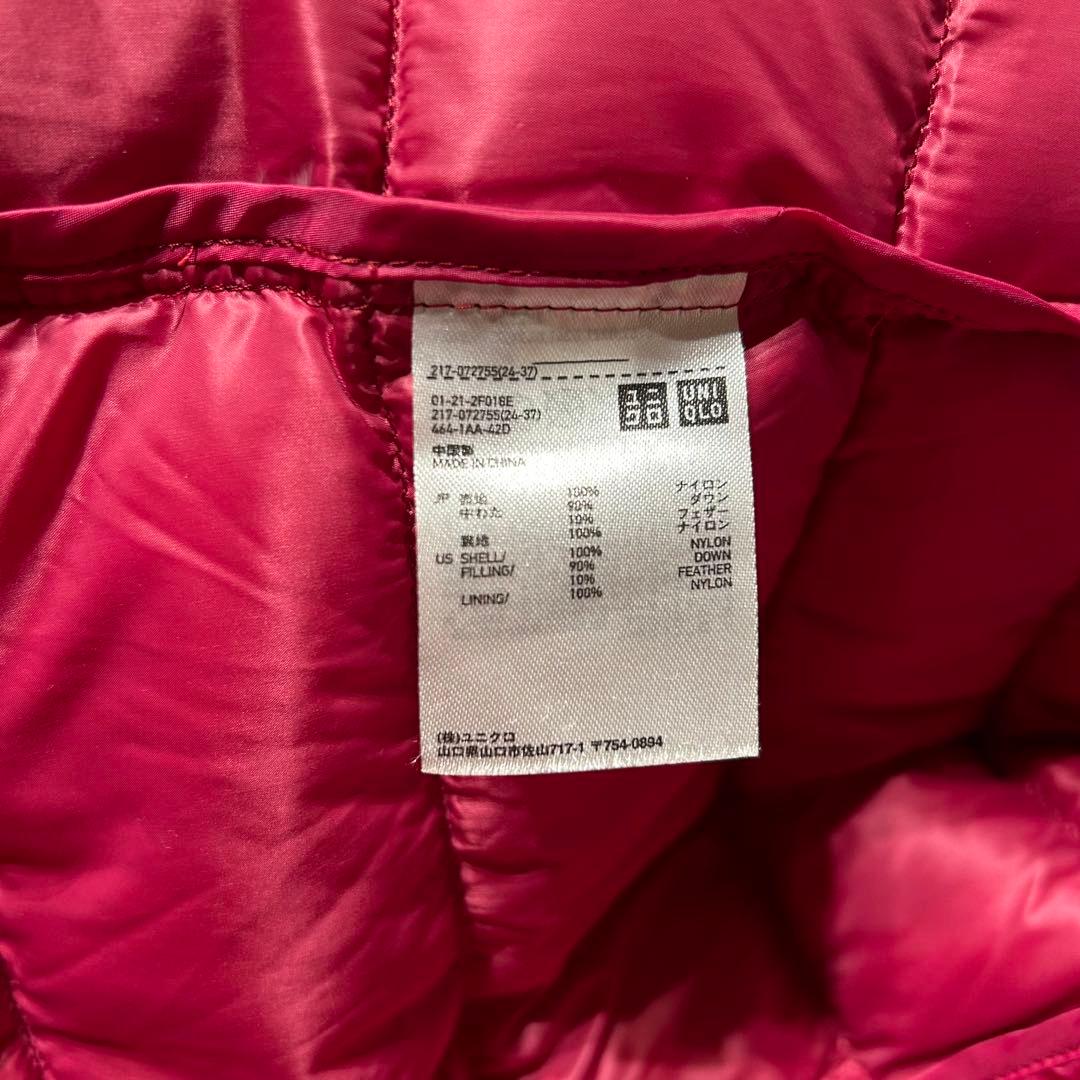 217-072755(24-37)
01-21-2F018E
217-072755(24-37)
464-1AA-42D
ユニクロ
UNIQLO
中国製
MADE IN CHINA
JP 表地 100% ナイロン
中わた 90% ダウン
10% フェザー
裏地 100% ナイロン
US SHELL/ 100% NYLON
FILLING/ 90% DOWN
10% FEATHER
LINING/ 100% NYLON
(株)ユニクロ
山口県山口市佐山717-1 〒754-0894